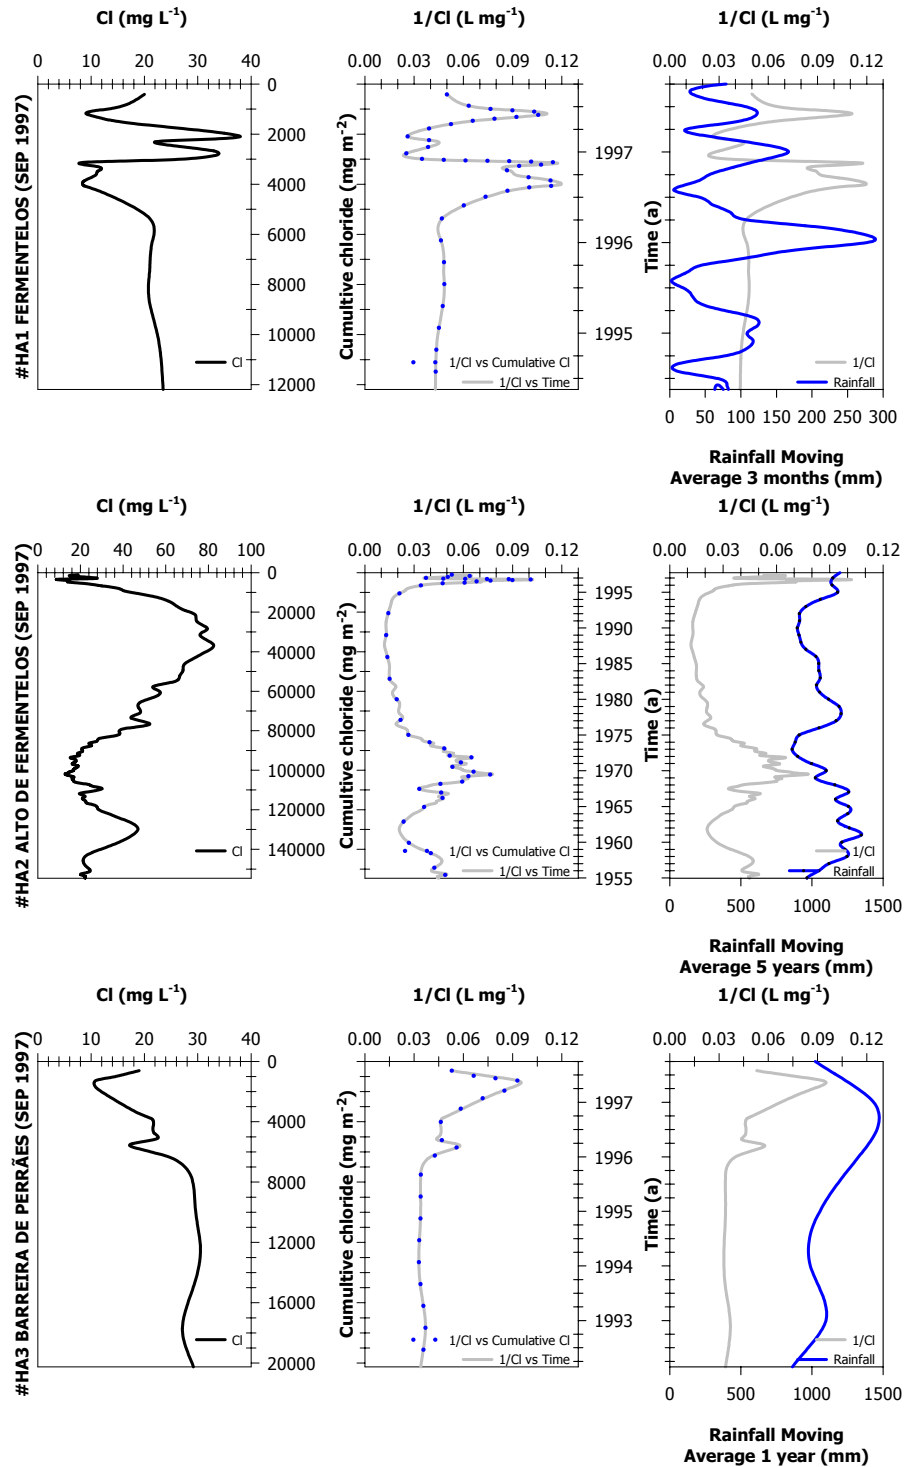 Cl (mg L-1) 1/Cl (L mg-1) 1/Cl (L mg-1)
0 10 20 30 40 0.00 0.03 0.06 0.09 0.12 0.00 0.03 0.06 0.09 0.12
#HA1 FERMENTELOS (SEP 1997)
0
2000
4000
6000
8000
10000
12000
Cl
Cumultive chloride (mg m-2)
1/Cl vs Cumulative Cl
1/Cl vs Time
1997
1996
1995
Time (a)
1/Cl
Rainfall
0 50 100 150 200 250 300
Rainfall Moving
Average 3 months (mm)
Cl (mg L-1) 1/Cl (L mg-1) 1/Cl (L mg-1)
0 20 40 60 80 100 0.00 0.03 0.06 0.09 0.12 0.00 0.03 0.06 0.09 0.12
#HA2 ALTO DE FERMENTELOS (SEP 1997)
0
20000
40000
60000
80000
100000
120000
140000
Cl
Cumultive chloride (mg m-2)
1/Cl vs Cumulative Cl
1/Cl vs Time
1995
1990
1985
1980
1975
1970
1965
1960
1955
Time (a)
1/Cl
Rainfall
0 500 1000 1500
Rainfall Moving
Average 5 years (mm)
Cl (mg L-1) 1/Cl (L mg-1) 1/Cl (L mg-1)
0 10 20 30 40 0.00 0.03 0.06 0.09 0.12 0.00 0.03 0.06 0.09 0.12
#HA3 BARREIRA DE PERRÃES (SEP 1997)
0
4000
8000
12000
16000
20000
Cl
Cumultive chloride (mg m-2)
1/Cl vs Cumulative Cl
1/Cl vs Time
1997
1996
1995
1994
1993
Time (a)
1/Cl
Rainfall
0 500 1000 1500
Rainfall Moving
Average 1 year (mm)